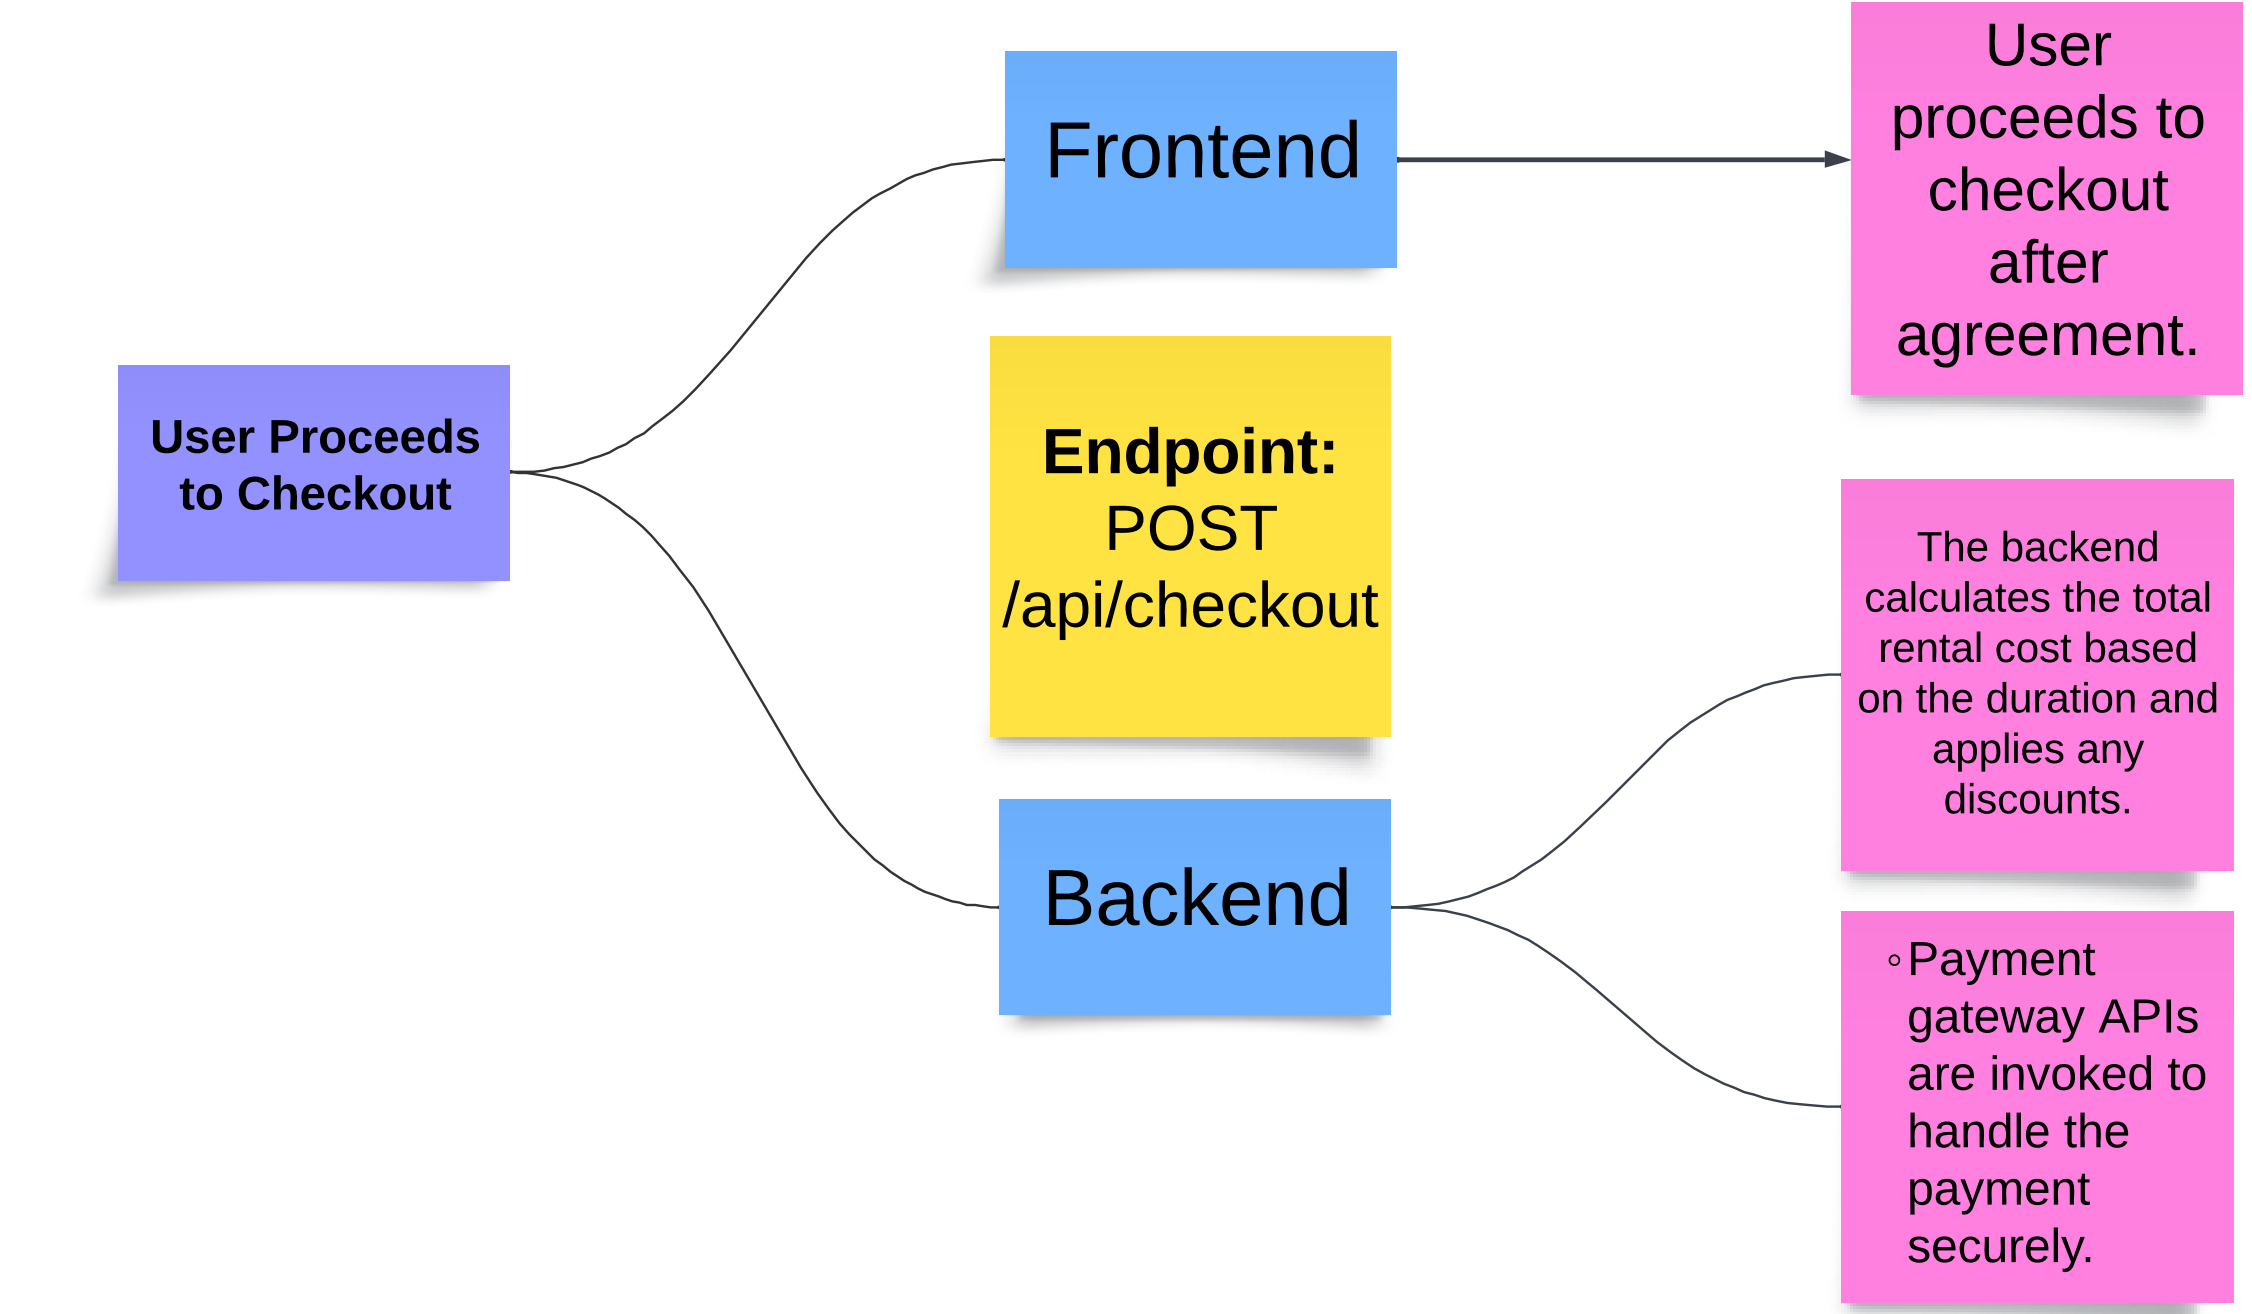 User Proceeds
to Checkout
Frontend
Endpoint:
POST
/api/checkout
Backend
User
proceeds to
checkout
after
agreement.
The backend
calculates the total
rental cost based
on the duration and
applies any
discounts.
◦Payment
gateway APIs
are invoked to
handle the
payment
securely.